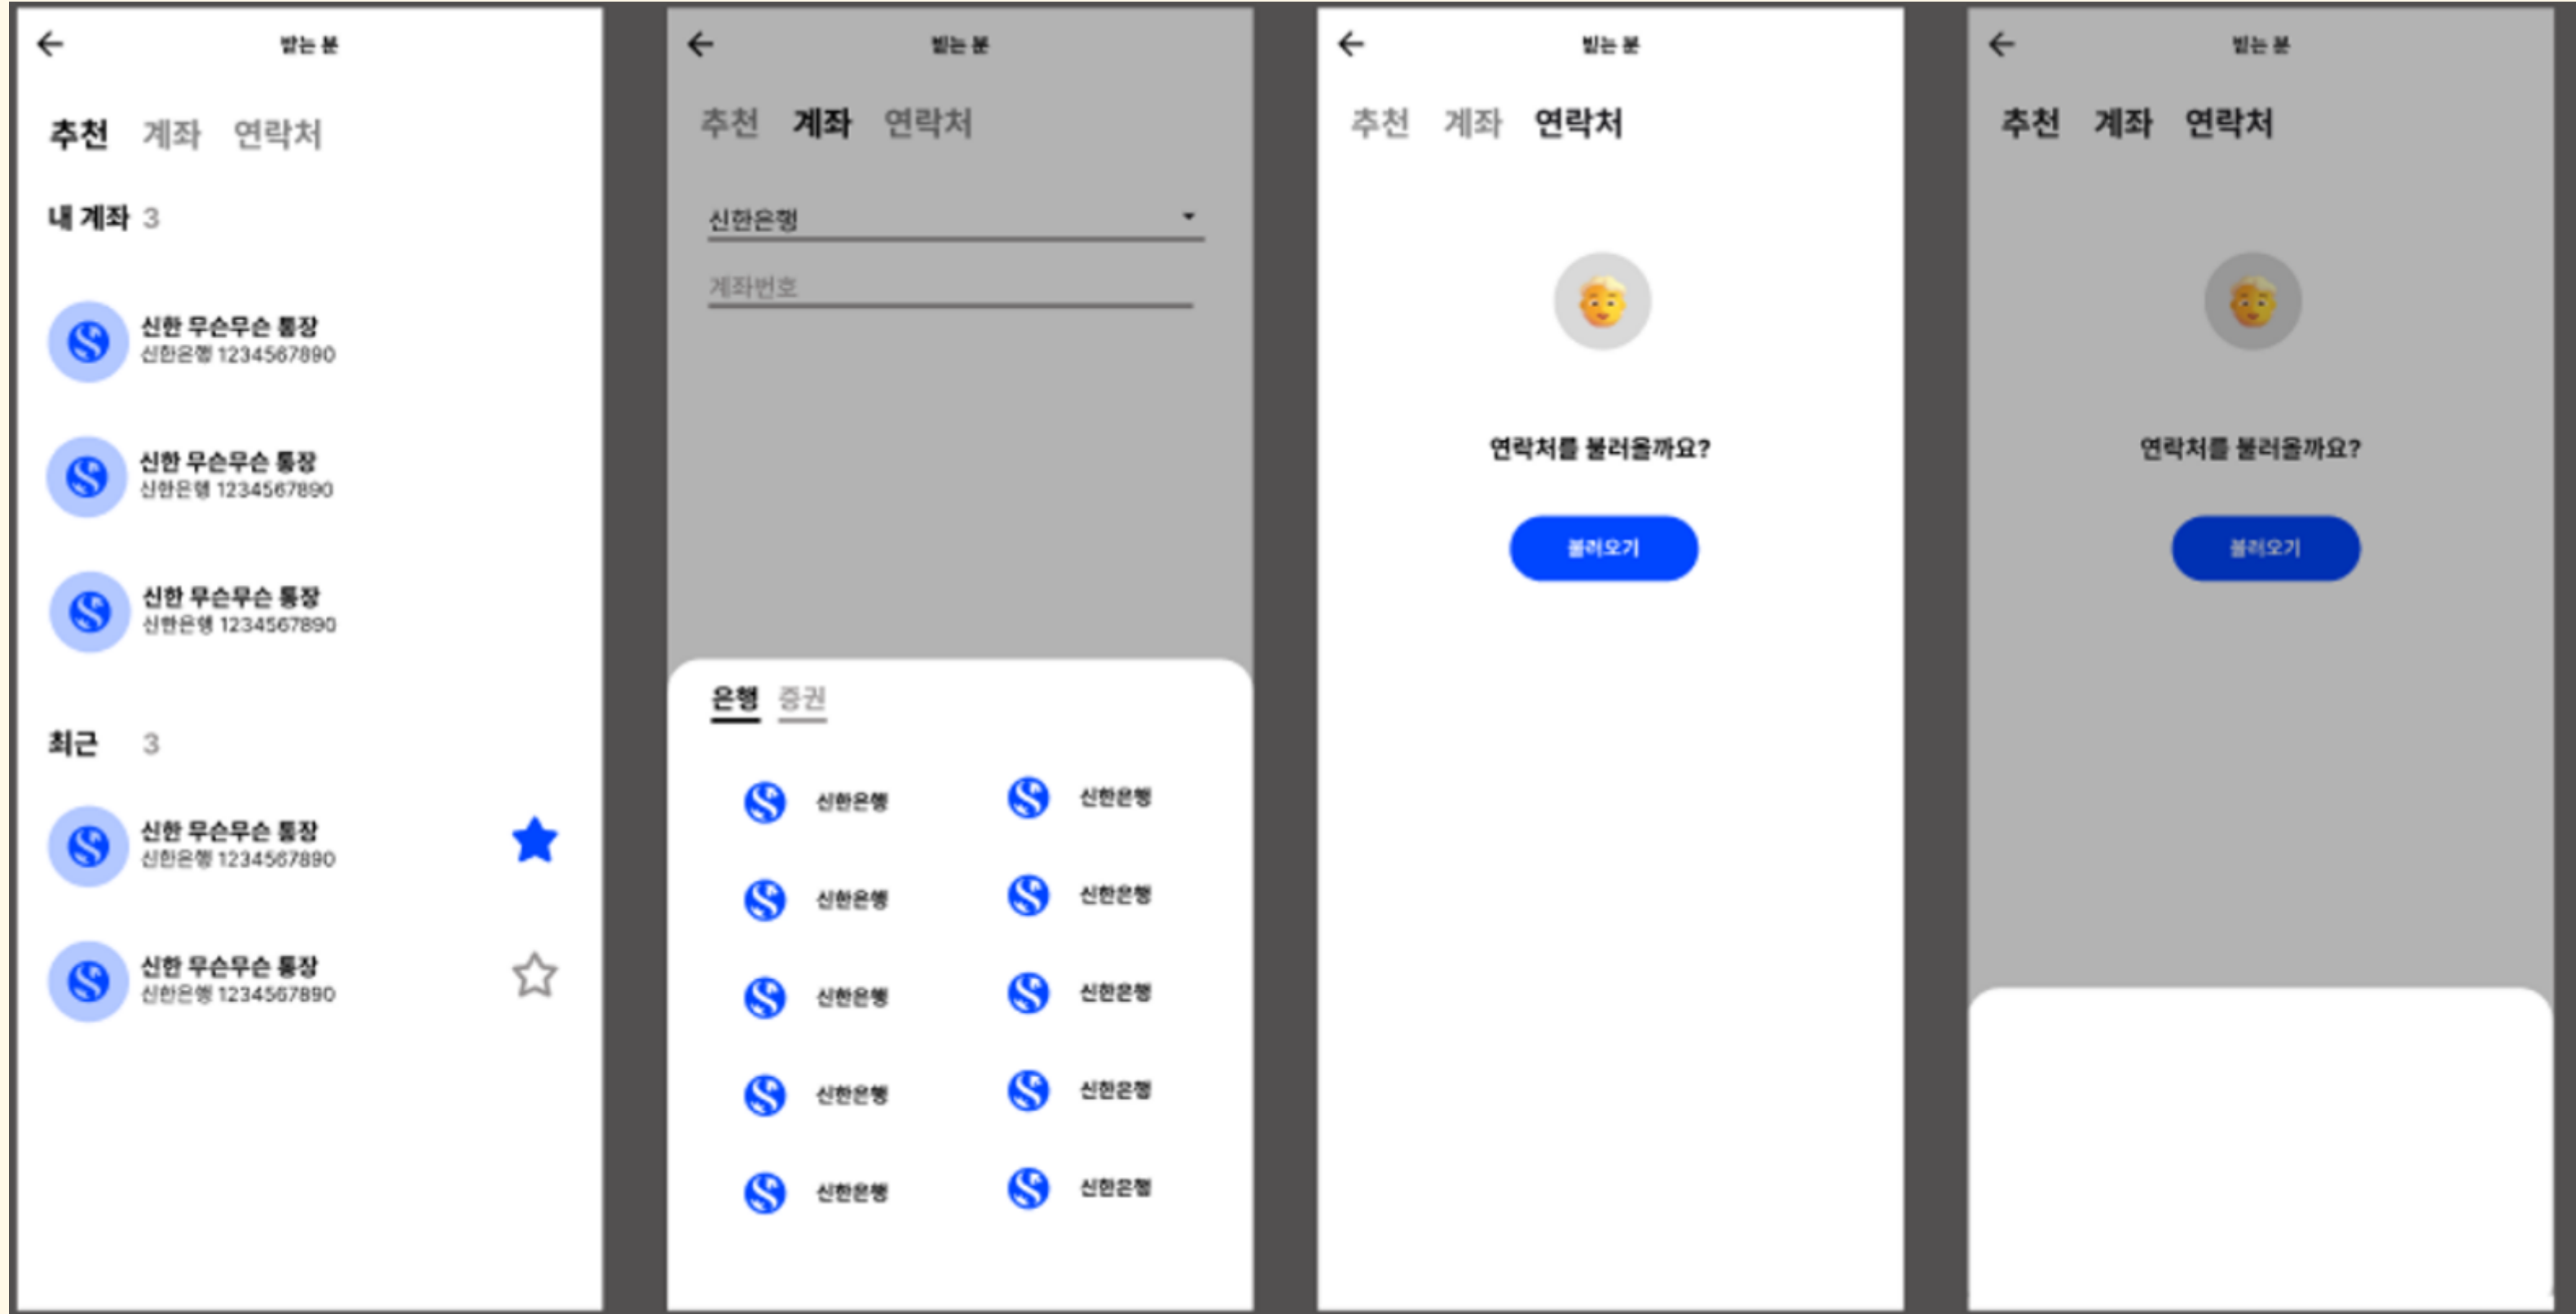 받는 분
추천 계좌 연락처
내 계좌 3
신한 무슨무슨 통장
신한은행 1234567890
신한 무슨무슨 통장
신한은행 1234567890
신한 무슨무슨 통장
신한은행 1234567890
최근 3
신한 무슨무슨 통장
신한은행 1234567890
신한 무슨무슨 통장
신한은행 1234567890
받는 분
추천 계좌 연락처
신한은행
계좌번호
은행 증권
신한은행 신한은행
신한은행 신한은행
신한은행 신한은행
신한은행 신한은행
신한은행 신한은행
받는 분
추천 계좌 연락처
연락처를 불러올까요?
불러오기
받는 분
추천 계좌 연락처
연락처를 불러올까요?
불러오기